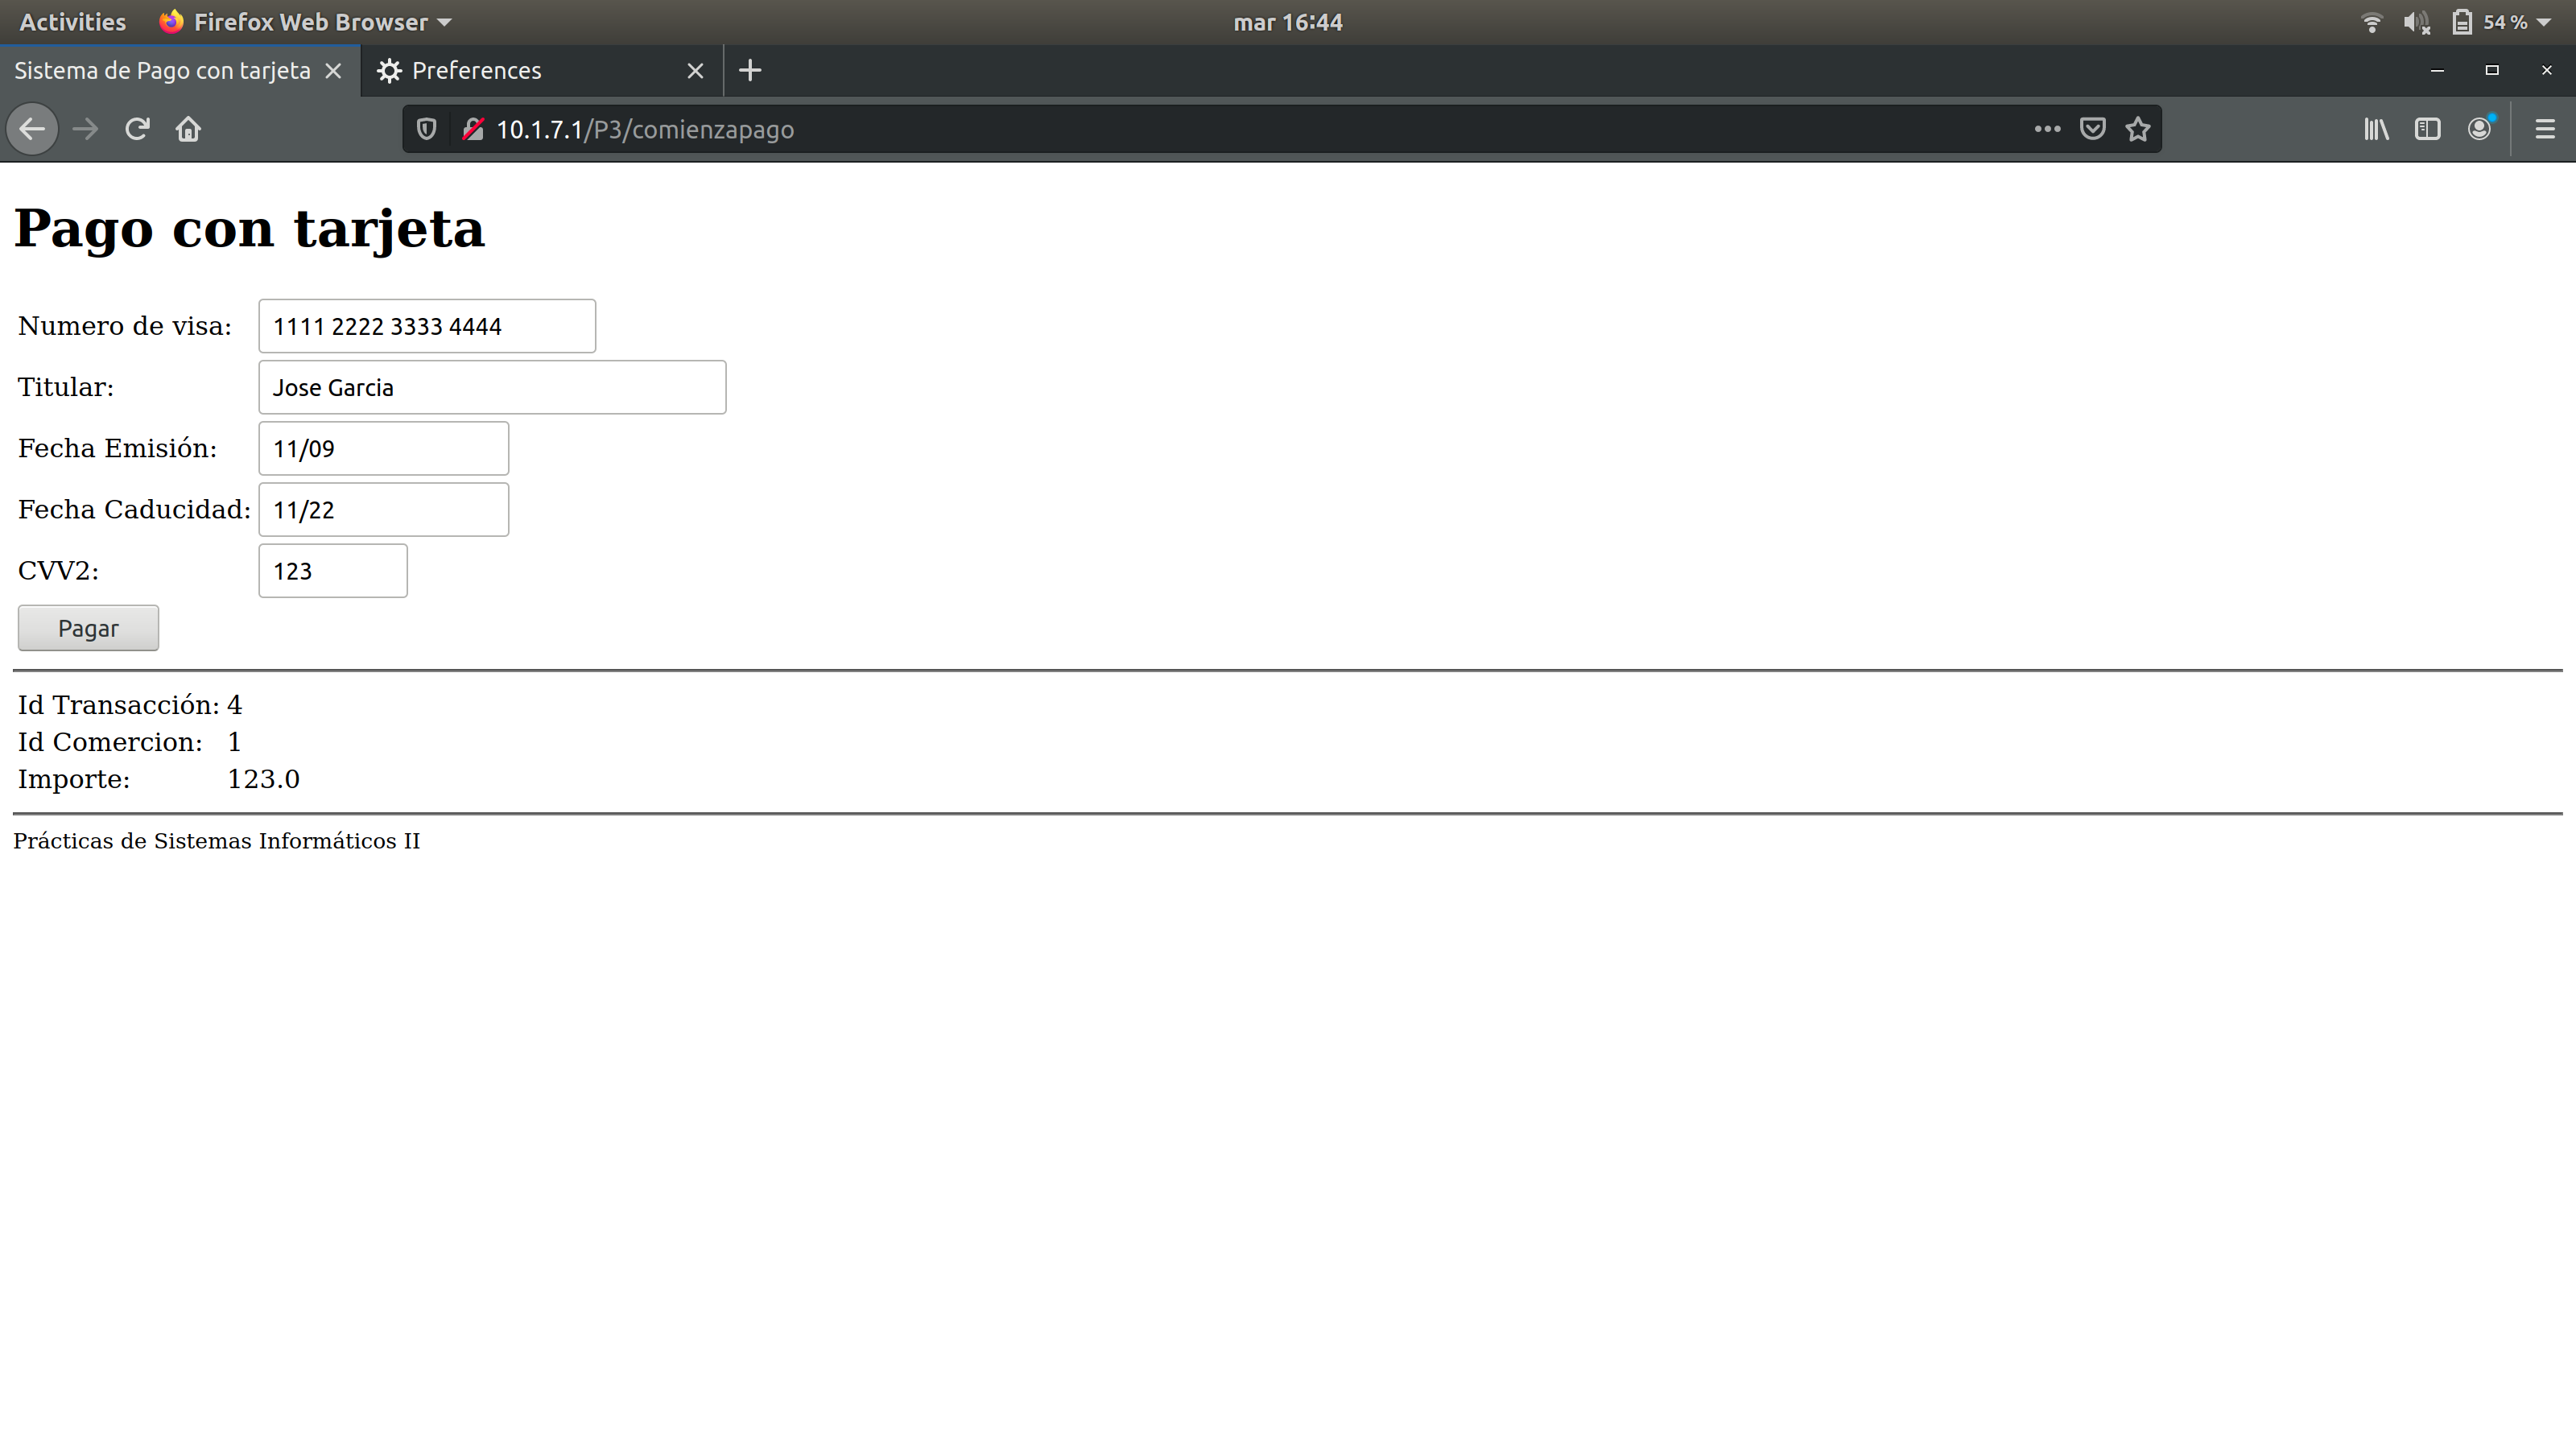 Activities Firefox Web Browser mar 16:44 54 %
Sistema de Pago con tarjeta Preferences
10.1.7.1/P3/comienzapago
Pago con tarjeta
Numero de visa: 1111 2222 3333 4444
Titular: Jose Garcia
Fecha Emisión: 11/09
Fecha Caducidad: 11/22
CVV2: 123
Pagar
Id Transacción: 4
Id Comercion: 1
Importe: 123.0
Prácticas de Sistemas Informáticos II